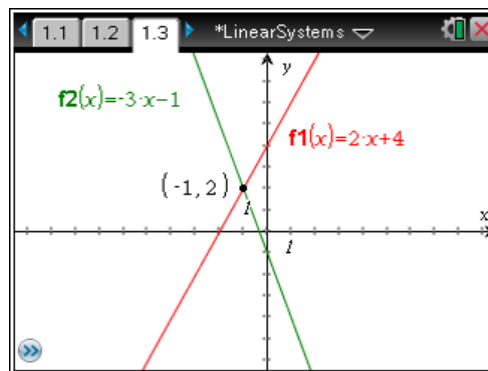 1.1 1.2 1.3 *LinearSystems
y
f2(x)=-3·x-1
f1(x)=2·x+4
(-1, 2)
1
x
1